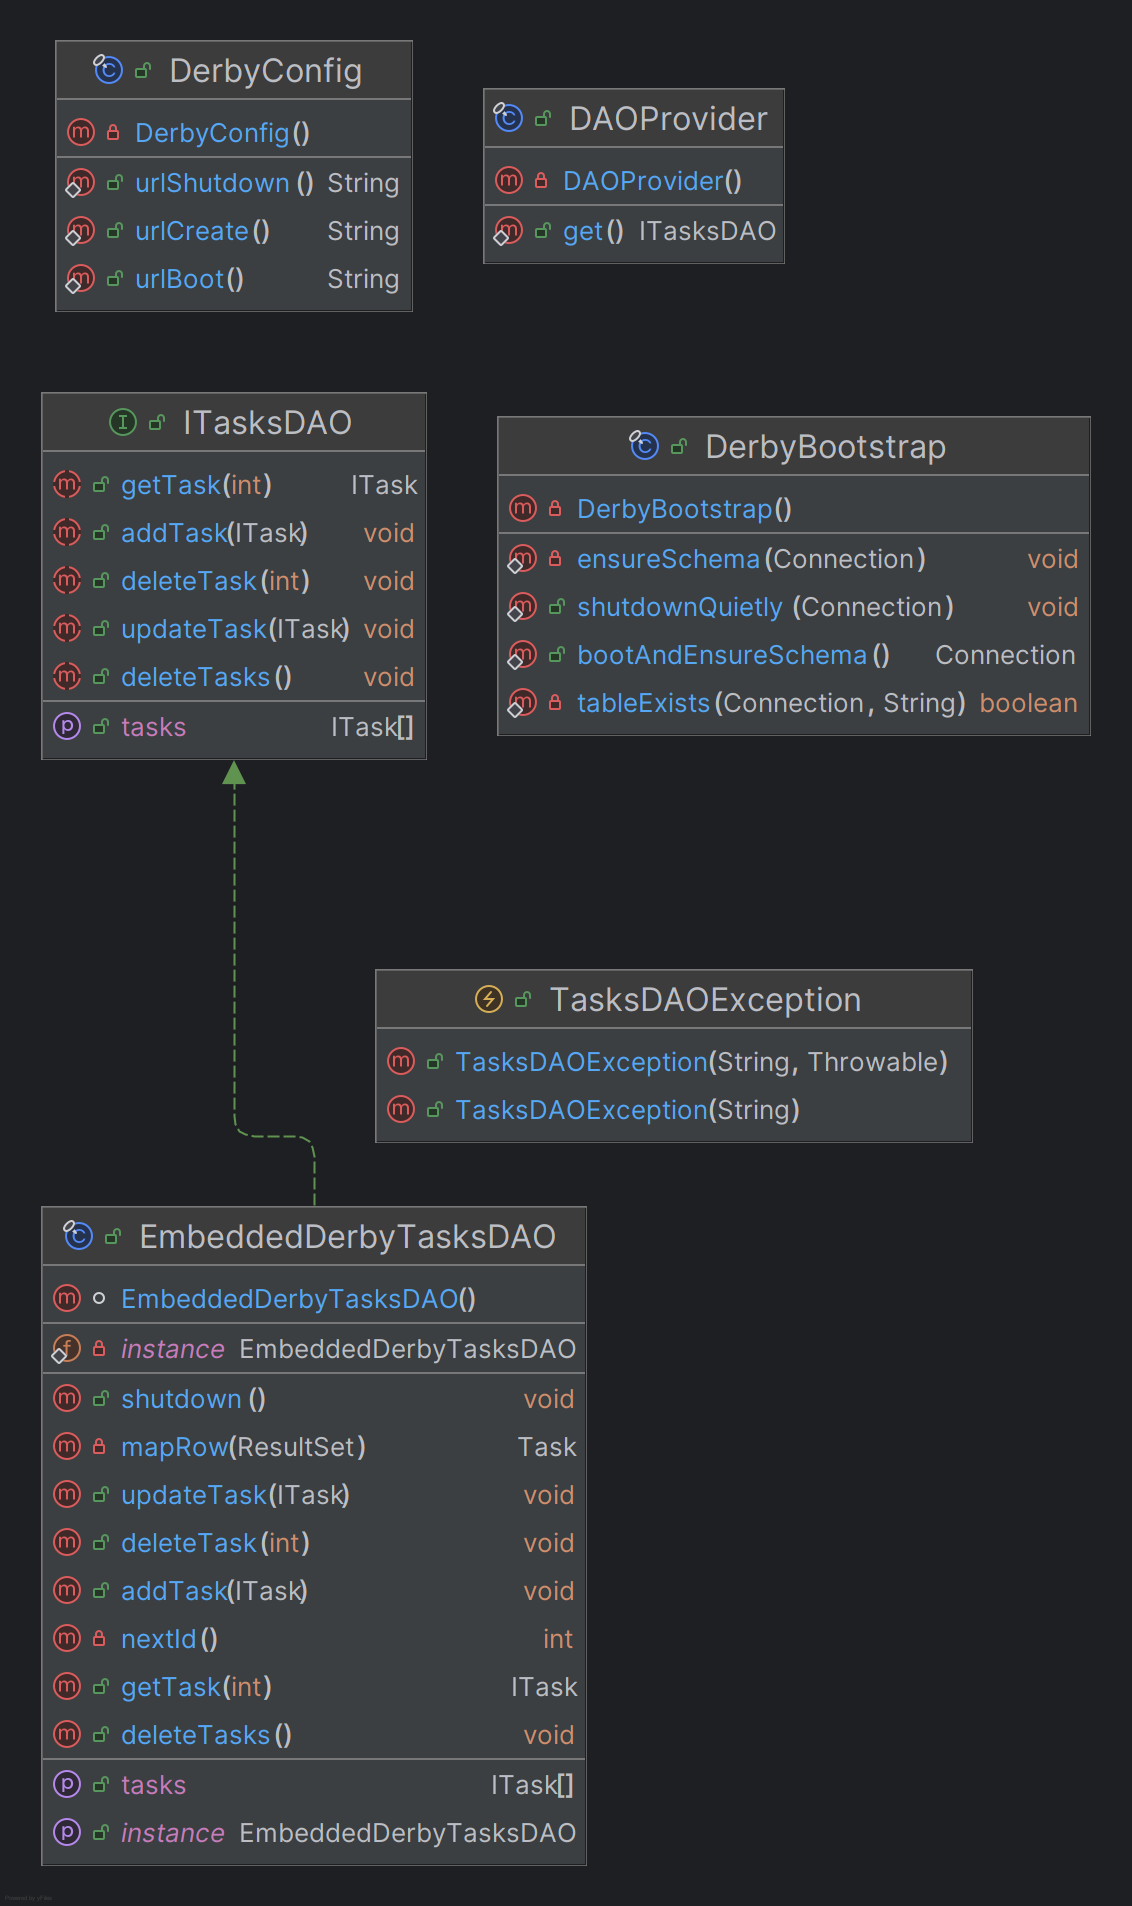 DerbyConfig
DerbyConfig()
urlShutdown() String
urlCreate() String
urlBoot() String
DAOProvider
DAOProvider()
get() ITasksDAO
ITasksDAO
getTask(int) ITask
addTask(ITask) void
deleteTask(int) void
updateTask(ITask) void
deleteTasks() void
tasks ITask[]
DerbyBootstrap
DerbyBootstrap()
ensureSchema(Connection) void
shutdownQuietly(Connection) void
bootAndEnsureSchema() Connection
tableExists(Connection, String) boolean
TasksDAOException
TasksDAOException(String, Throwable)
TasksDAOException(String)
EmbeddedDerbyTasksDAO
EmbeddedDerbyTasksDAO()
instance EmbeddedDerbyTasksDAO
shutdown() void
mapRow(ResultSet) Task
updateTask(ITask) void
deleteTask(int) void
addTask(ITask) void
nextId() int
getTask(int) ITask
deleteTasks() void
tasks ITask[]
instance EmbeddedDerbyTasksDAO
Powered by yFiles